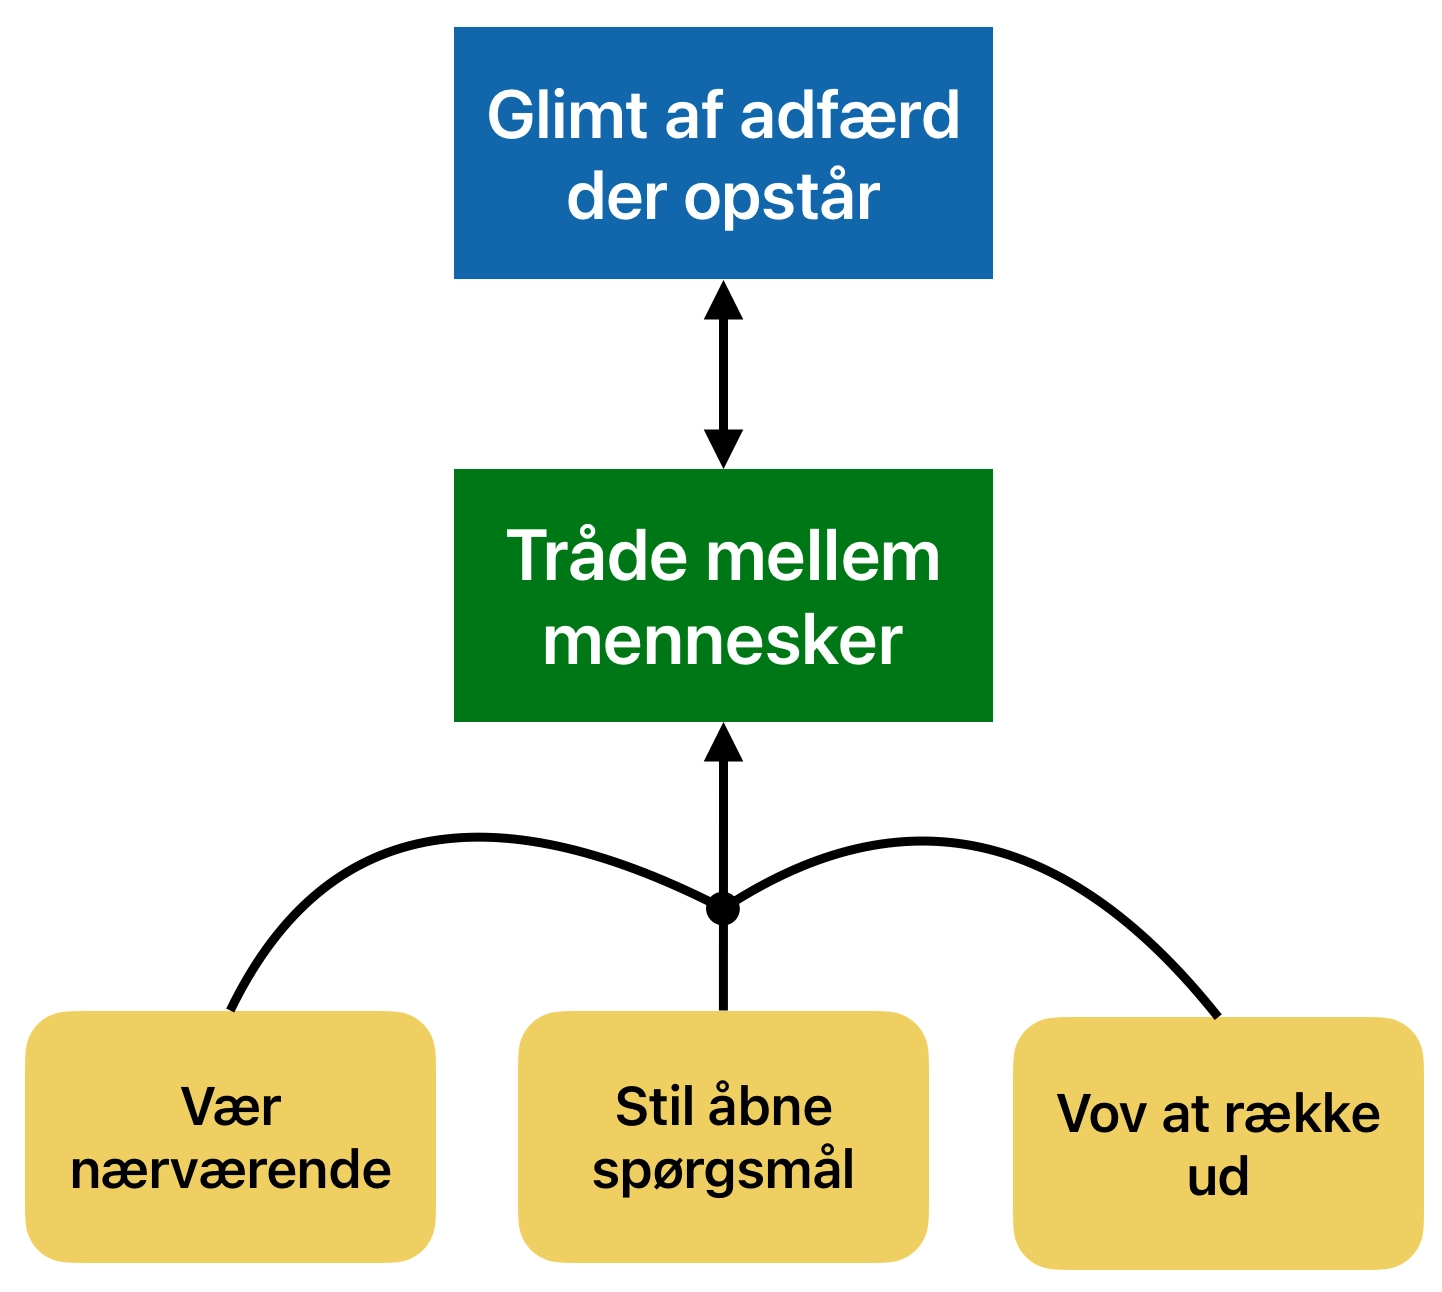 Glimt af adfærd
der opstår
Tråde mellem
mennesker
Vær
nærværende
Stil åbne
spørgsmål
Vov at række
ud